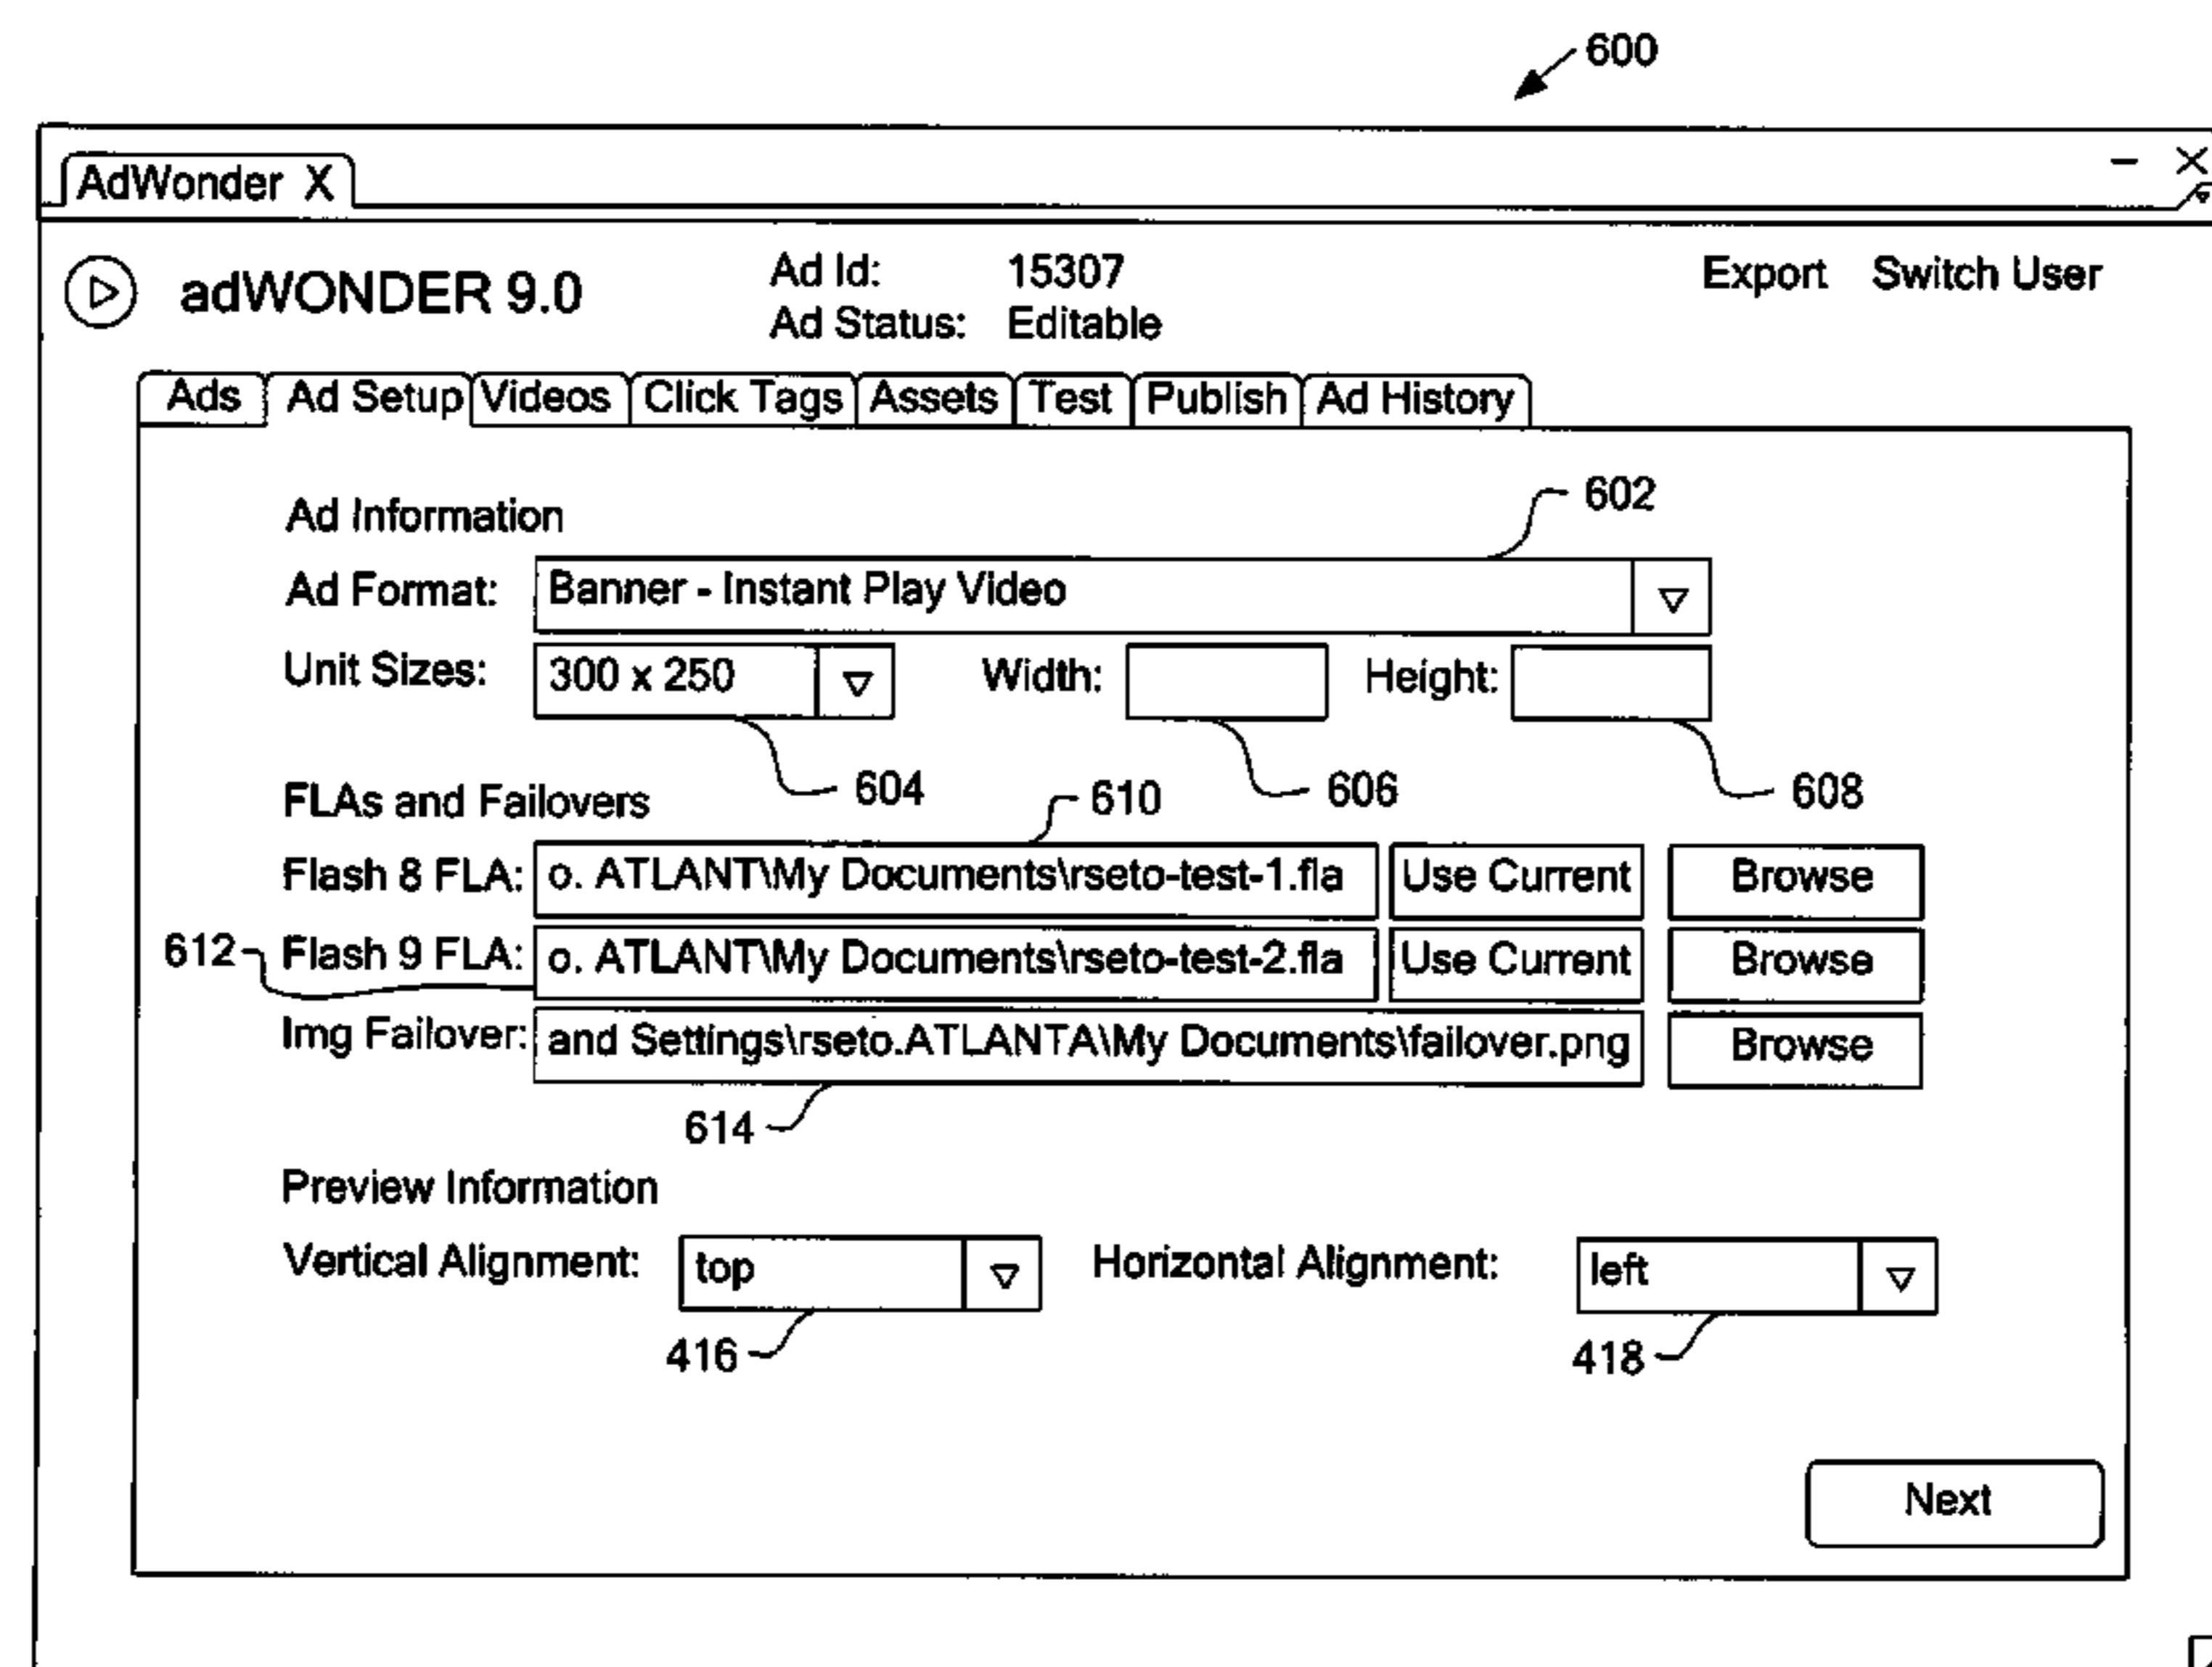 600
AdWonder X
adWONDER 9.0
Ad Id: 15307
Ad Status: Editable
Export Switch User
Ads Ad Setup Videos Click Tags Assets Test Publish Ad History
Ad Information
602
Ad Format: Banner - Instant Play Video
Unit Sizes: 300 x 250 Width: Height:
604 606 608
FLAs and Failovers
610
Flash 8 FLA: o. ATLANT\My Documents\rseto-test-1.fla Use Current Browse
612 Flash 9 FLA: o. ATLANT\My Documents\rseto-test-2.fla Use Current Browse
Img Failover: and Settings\rseto.ATLANTA\My Documents\failover.png Browse
614
Preview Information
Vertical Alignment: top Horizontal Alignment: left
416 418
Next